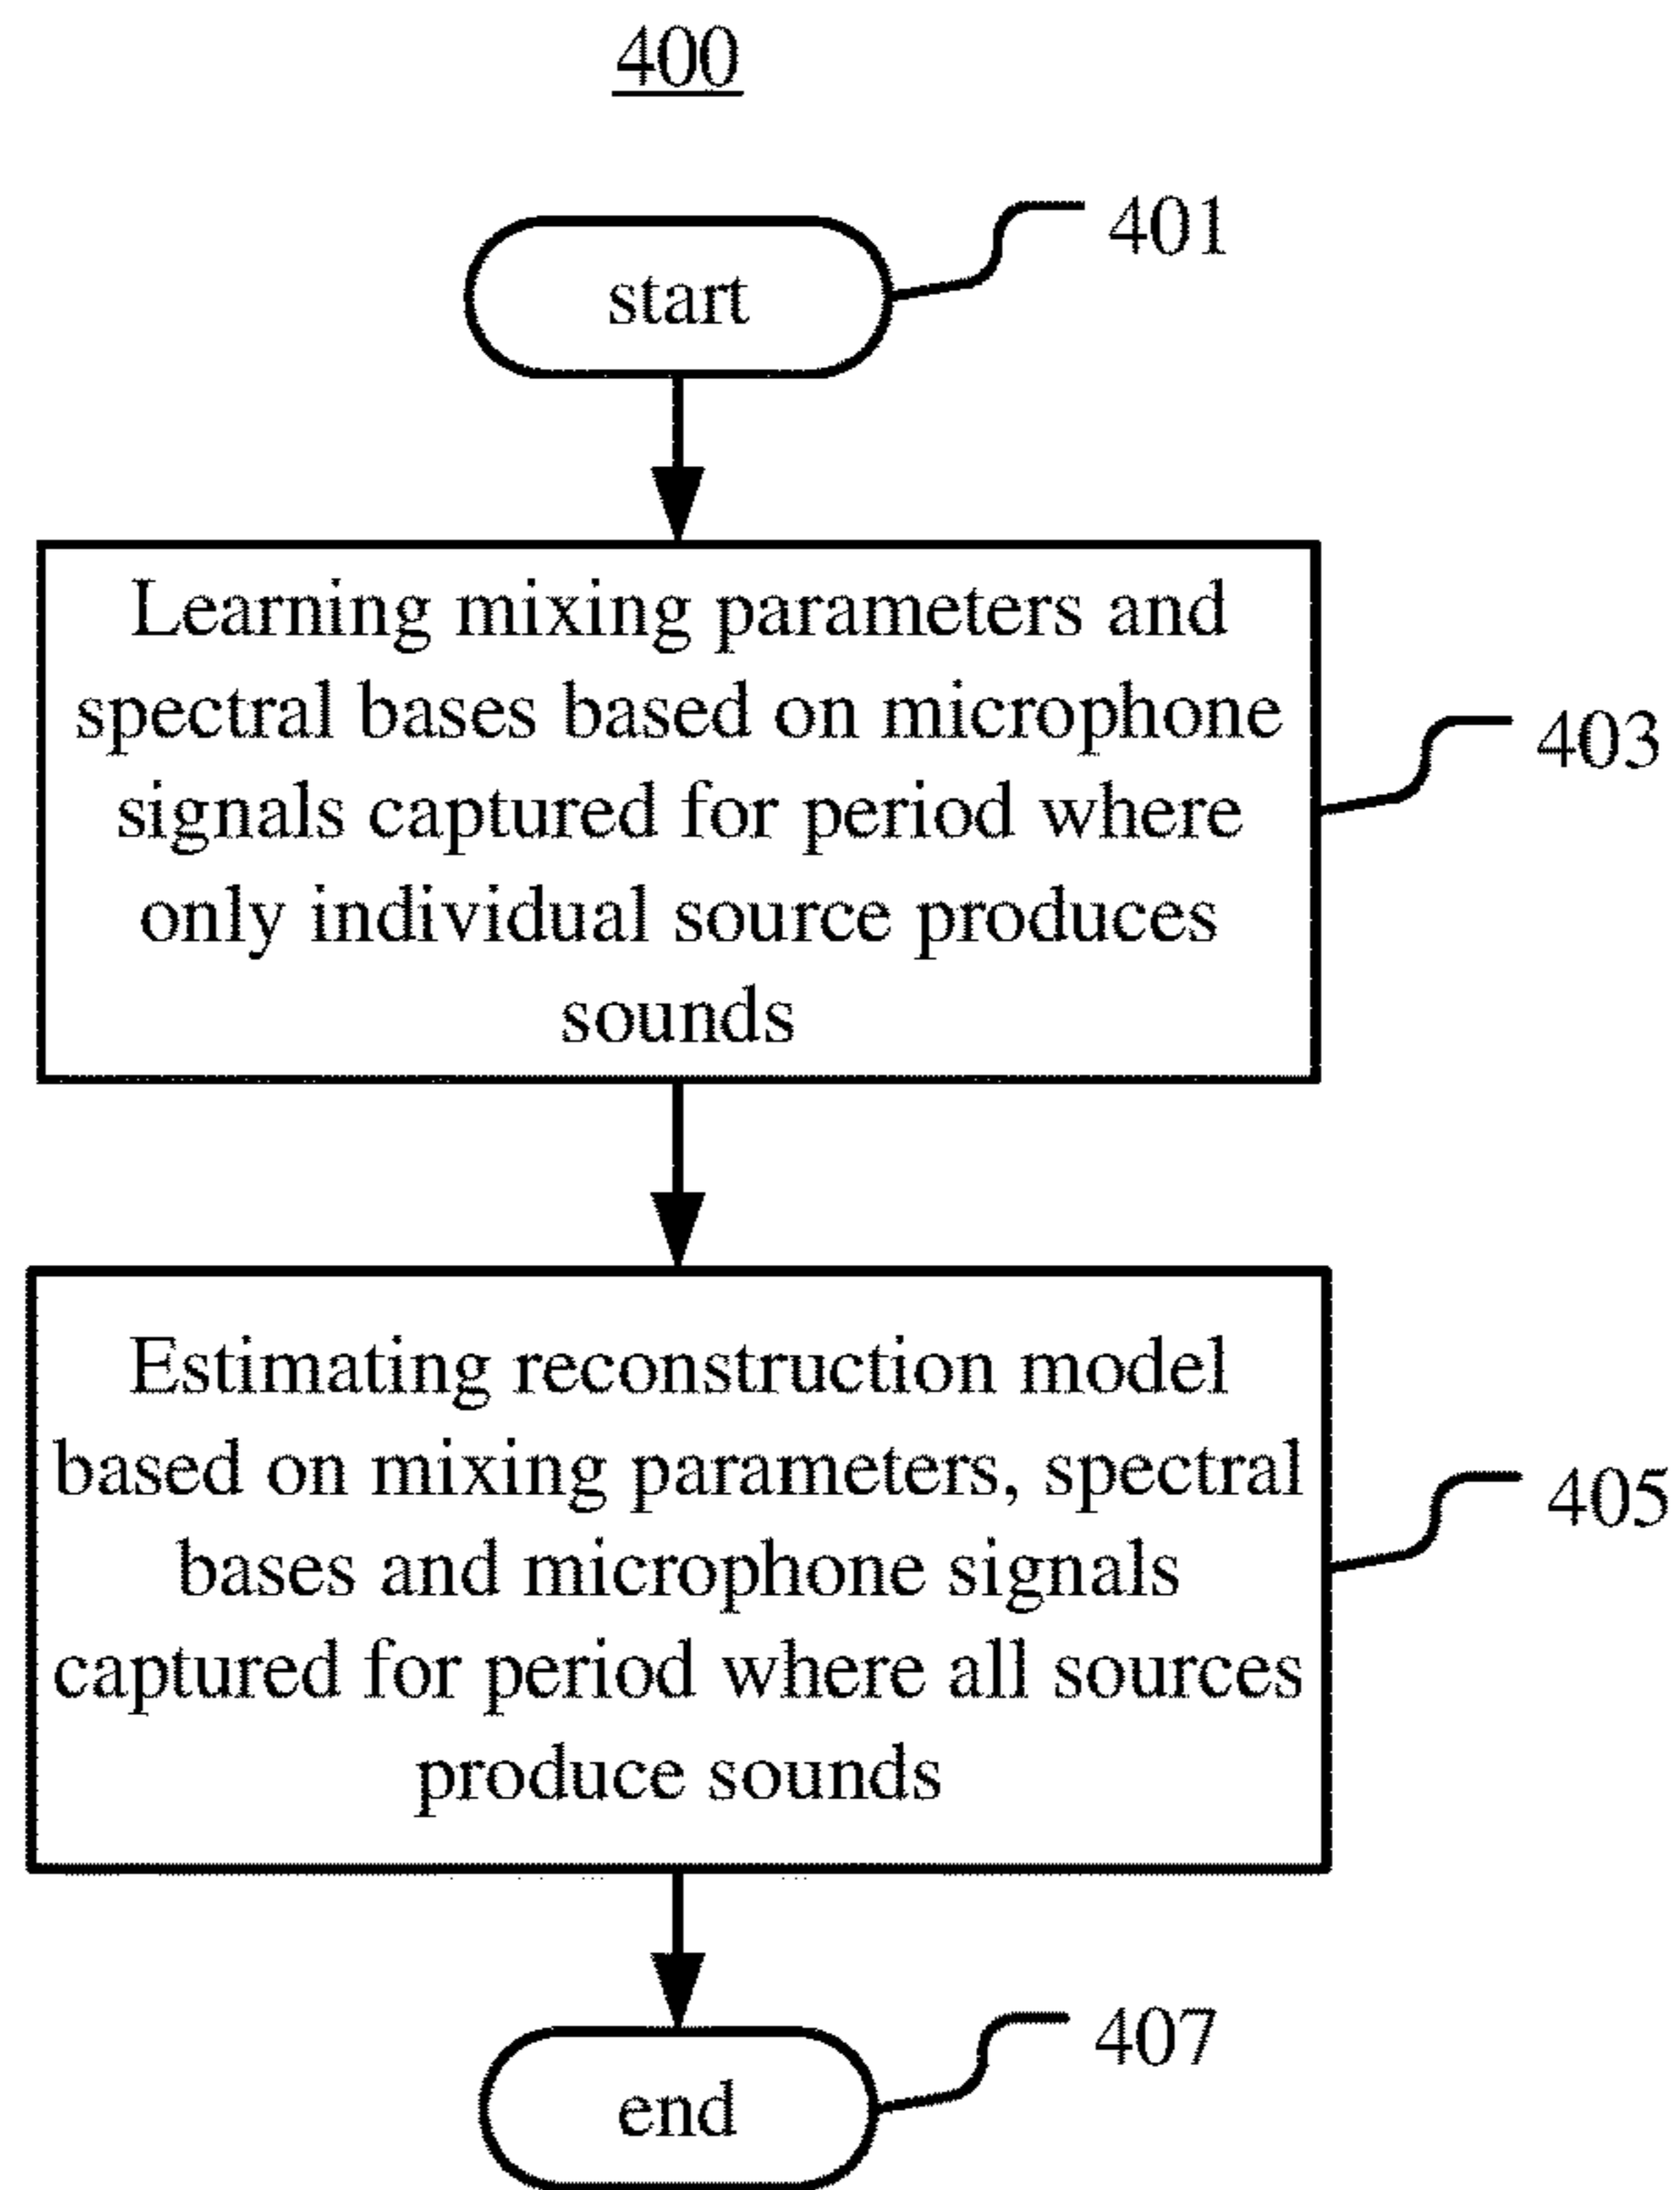 400
401
start
Learning mixing parameters and
spectral bases based on microphone
signals captured for period where
only individual source produces
sounds
403
Estimating reconstruction model
based on mixing parameters, spectral
bases and microphone signals
captured for period where all sources
produce sounds
405
407
end